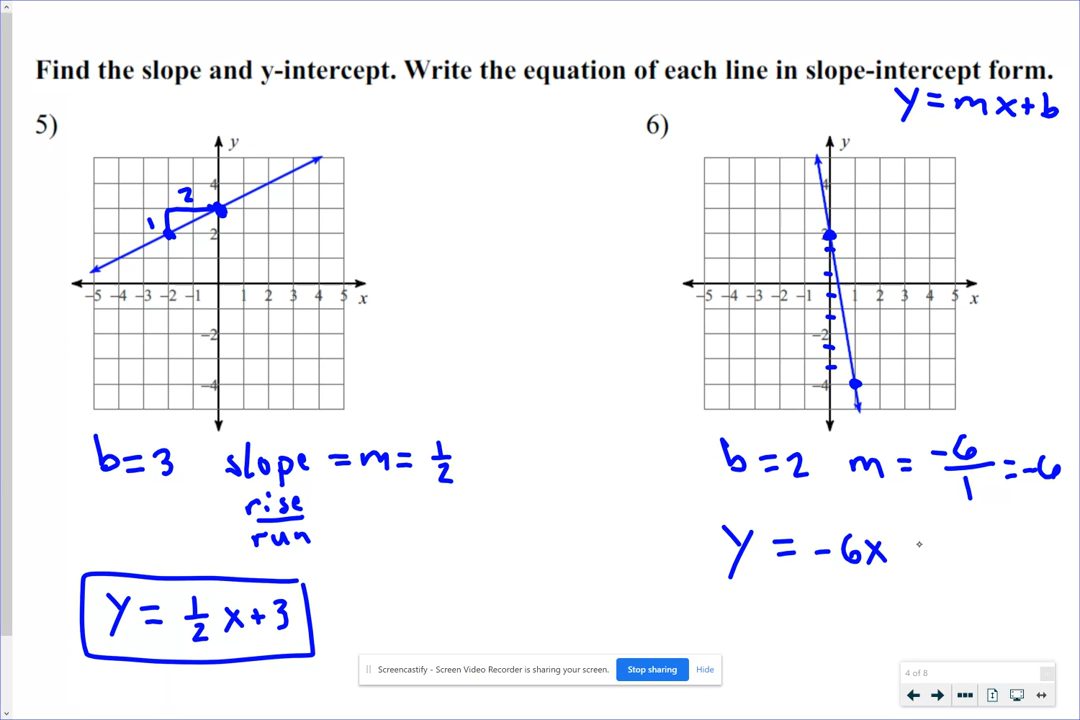 Find the slope and y-intercept. Write the equation of each line in slope-intercept form.
y = mx+b
5)
y
2
4
1
2
-5 -4 -3 -2 -1 1 2 3 4 5 x
-2
-4
b=3 slope = m = 1/2
rise
run
y = 1/2 x+3
6)
y
4
2
-5 -4 -3 -2 -1 1 2 3 4 5 x
-2
-4
b = 2 m = -6/1 = -6
y = -6x
Screencastify - Screen Video Recorder is sharing your screen. Stop sharing Hide
4 of 8